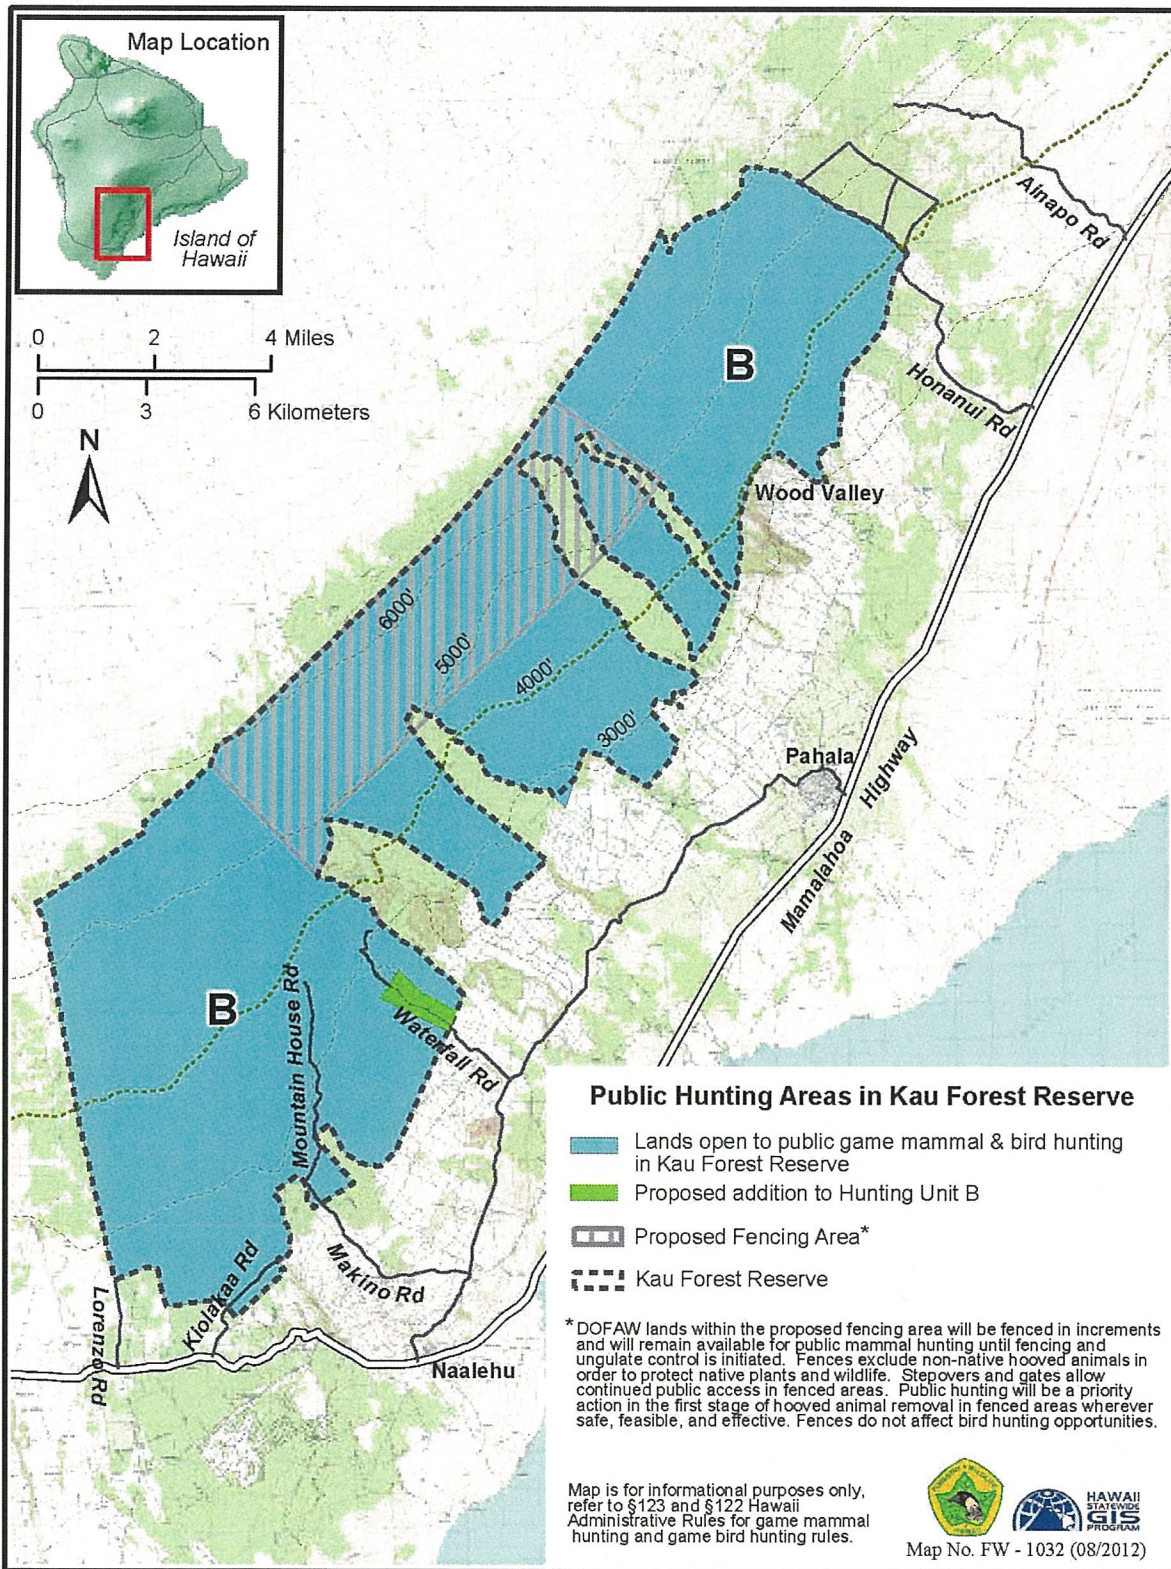 Map Location
Island of
Hawaii
0 2 4 Miles
0 3 6 Kilometers
N
Ainapo Rd
B
Honanui Rd
Wood Valley
6000'
5000'
4000'
3000'
Pahala
Mamalahoa Highway
B
Mountain House Rd
Waterfall Rd
Makino Rd
Kiolakaa Rd
Lorenzo Rd
Naalehu
Public Hunting Areas in Kau Forest Reserve
Lands open to public game mammal & bird hunting
in Kau Forest Reserve
Proposed addition to Hunting Unit B
Proposed Fencing Area*
Kau Forest Reserve
* DOFAW lands within the proposed fencing area will be fenced in increments
and will remain available for public mammal hunting until fencing and
ungulate control is initiated. Fences exclude non-native hooved animals in
order to protect native plants and wildlife. Stepovers and gates allow
continued public access in fenced areas. Public hunting will be a priority
action in the first stage of hooved animal removal in fenced areas wherever
safe, feasible, and effective. Fences do not affect bird hunting opportunities.
Map is for informational purposes only,
refer to §123 and §122 Hawaii
Administrative Rules for game mammal
hunting and game bird hunting rules.
HAWAII
STATEWIDE
GIS
PROGRAM
Map No. FW - 1032 (08/2012)